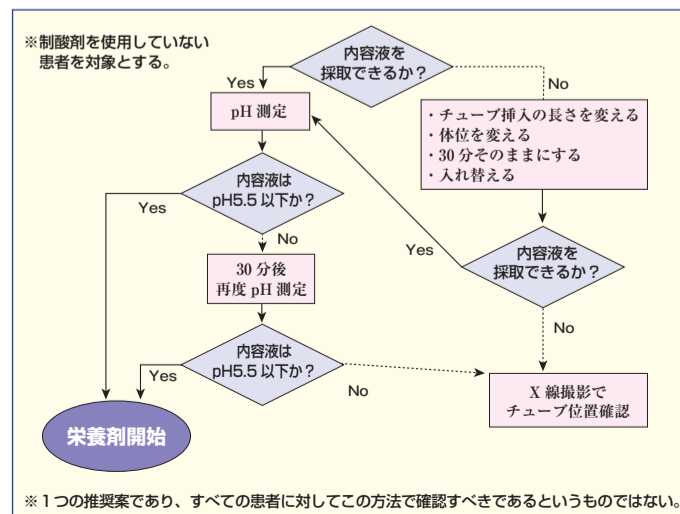 ※制酸剤を使用していない
患者を対象とする。
内容液を
採取できるか？
Yes
No
pH 測定
・チューブ挿入の長さを変える
・体位を変える
・30 分そのままにする
・入れ替える
内容液は
pH5.5 以下か？
Yes
No
Yes
内容液を
採取できるか？
30 分後
再度 pH 測定
No
内容液は
pH5.5 以下か？
Yes
No
X 線撮影で
チューブ位置確認
栄養剤開始
※１つの推奨案であり、すべての患者に対してこの方法で確認すべきであるというものではない。